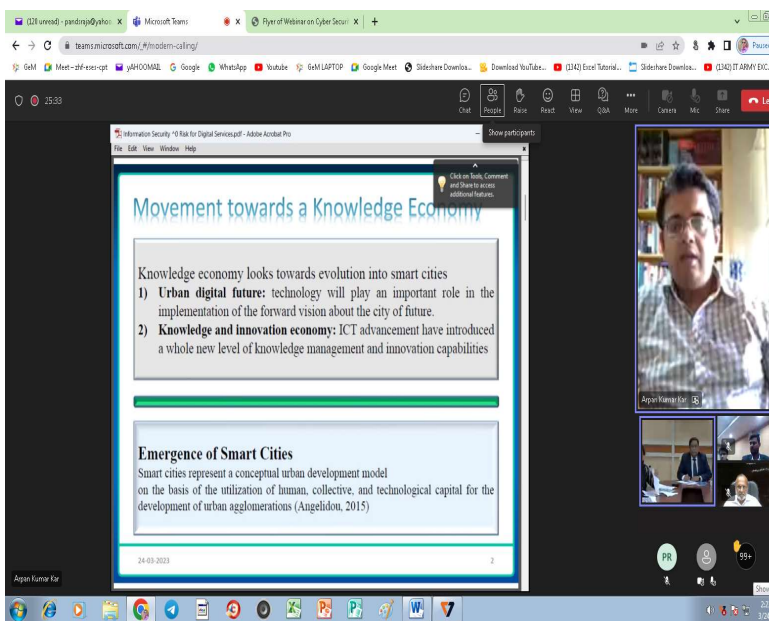 (120 unread) - pandsraja@yahoo
Microsoft Teams
Flyer of Webinar on Cyber Securi
teams.microsoft.com/_#/modern-calling/
Paused
GeM
Meet – zhf-eses-cpt
yAHOOMAIL
Google
WhatsApp
Youtube
GeM LAPTOP
Google Meet
Slideshare Downloa...
Download YouTube...
(1342) Excel Tutorial...
Slideshare Downloa...
(1342) IT ARMY EXC...
25:33
Chat
People
Raise
React
View
Q&A
More
Camera
Mic
Share
Le
Show participants
Information Security ^0 Risk for Digital Services.pdf - Adobe Acrobat Pro
File Edit View Window Help
Click on Tools, Comment
and Share to access
additional features.
Movement towards a Knowledge Economy
Knowledge economy looks towards evolution into smart cities
1) Urban digital future: technology will play an important role in the
implementation of the forward vision about the city of future.
2) Knowledge and innovation economy: ICT advancement have introduced
a whole new level of knowledge management and innovation capabilities
Emergence of Smart Cities
Smart cities represent a conceptual urban development model
on the basis of the utilization of human, collective, and technological capital for the
development of urban agglomerations (Angelidou, 2015)
24-03-2023
2
Arpan Kumar Kar
Arpan Kumar Kar
PR
99+
Show
2:2
3/24